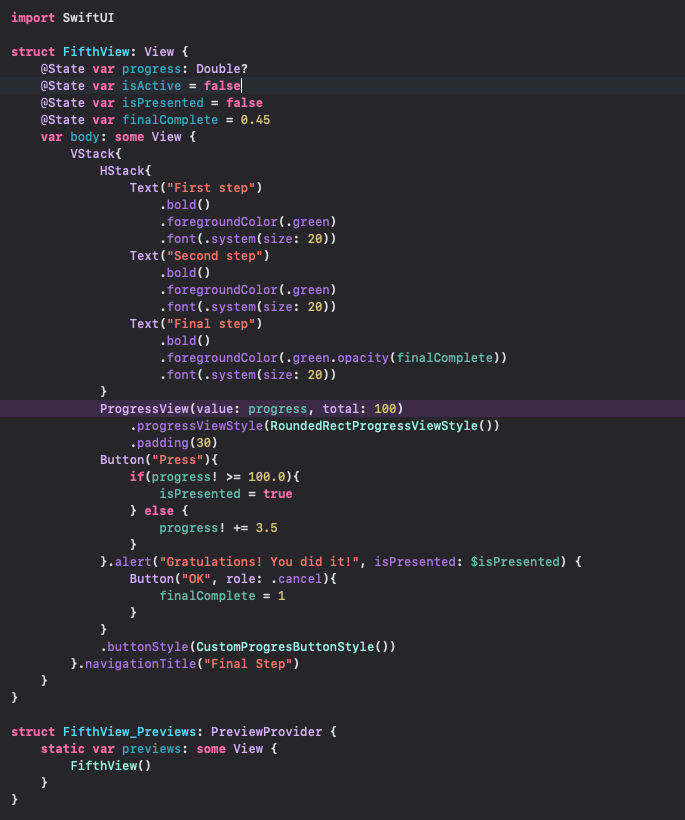 import SwiftUI

struct FifthView: View {
    @State var progress: Double?
    @State var isActive = false
    @State var isPresented = false
    @State var finalComplete = 0.45
    var body: some View {
        VStack{
            HStack{
                Text("First step")
                    .bold()
                    .foregroundColor(.green)
                    .font(.system(size: 20))
                Text("Second step")
                    .bold()
                    .foregroundColor(.green)
                    .font(.system(size: 20))
                Text("Final step")
                    .bold()
                    .foregroundColor(.green.opacity(finalComplete))
                    .font(.system(size: 20))
            }
            ProgressView(value: progress, total: 100)
                .progressViewStyle(RoundedRectProgressViewStyle())
                .padding(30)
            Button("Press"){
                if(progress! >= 100.0){
                    isPresented = true
                } else {
                    progress! += 3.5
                }
            }.alert("Gratulations! You did it!", isPresented: $isPresented) {
                Button("OK", role: .cancel){
                    finalComplete = 1
                }
            }
            .buttonStyle(CustomProgresButtonStyle())
        }.navigationTitle("Final Step")
    }
}

struct FifthView_Previews: PreviewProvider {
    static var previews: some View {
        FifthView()
    }
}